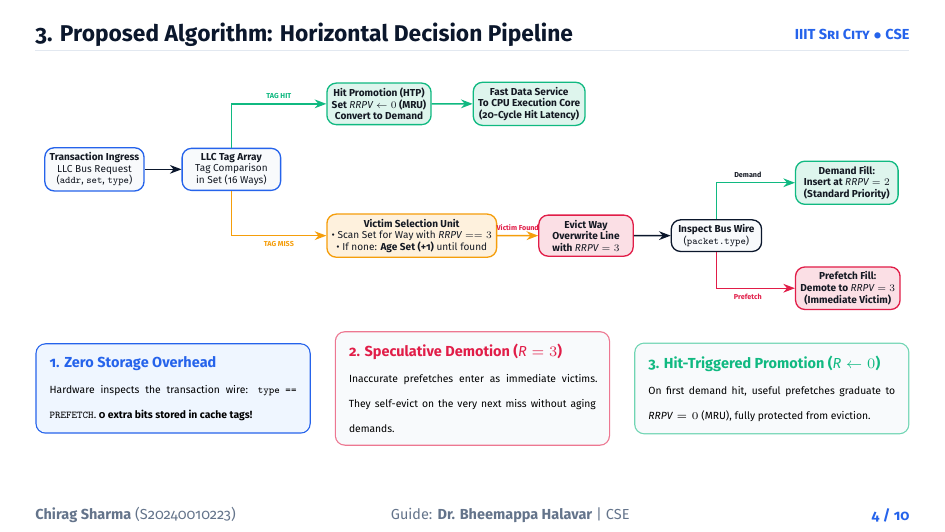 3. Proposed Algorithm: Horizontal Decision Pipeline
IIIT Sri City • CSE
TAG HIT
Hit Promotion (HTP)
Set RRPV ← 0 (MRU)
Convert to Demand
Fast Data Service
To CPU Execution Core
(20-Cycle Hit Latency)
Transaction Ingress
LLC Bus Request
(addr, set, type)
LLC Tag Array
Tag Comparison
in Set (16 Ways)
TAG MISS
Victim Selection Unit
• Scan Set for Way with RRPV == 3
• If none: Age Set (+1) until found
Victim Found
Evict Way
Overwrite Line
with RRPV = 3
Inspect Bus Wire
(packet.type)
Demand
Demand Fill:
Insert at RRPV = 2
(Standard Priority)
Prefetch
Prefetch Fill:
Demote to RRPV = 3
(Immediate Victim)
1. Zero Storage Overhead
Hardware inspects the transaction wire: type ==
PREFETCH. 0 extra bits stored in cache tags!
2. Speculative Demotion (R = 3)
Inaccurate prefetches enter as immediate victims.
They self-evict on the very next miss without aging
demands.
3. Hit-Triggered Promotion (R ← 0)
On first demand hit, useful prefetches graduate to
RRPV = 0 (MRU), fully protected from eviction.
Chirag Sharma (S20240010223)
Guide: Dr. Bheemappa Halavar | CSE
4 / 10